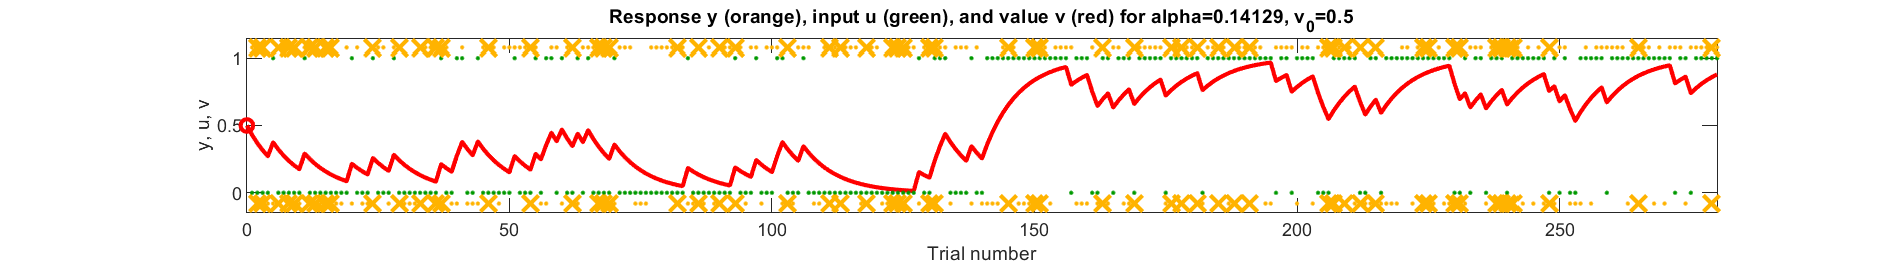 Response y (orange), input u (green), and value v (red) for alpha=0.14129, v0=0.5
y, u, v
1
0.5
0
0 50 100 150 200 250
Trial number